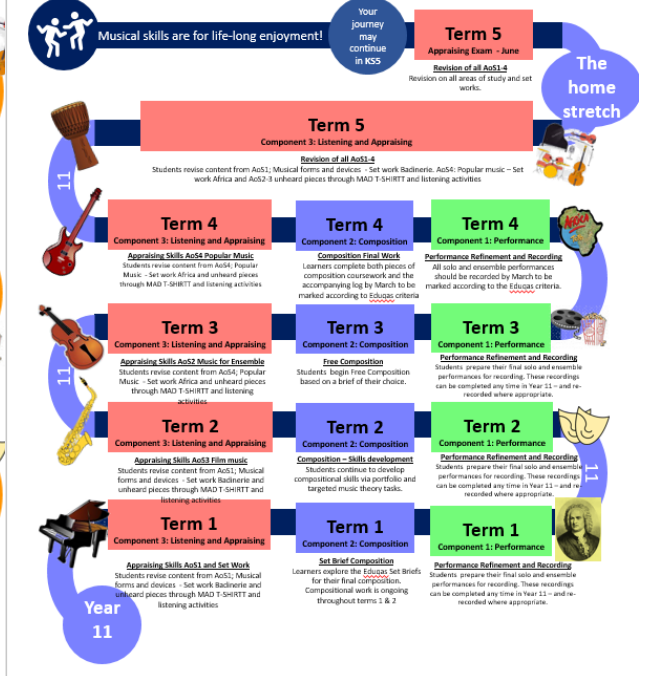 Musical skills are for life-long enjoyment!
Your
journey
may
continue
in KS5
Term 5
Appraising Exam - June
Revision of all AoS1-4
Revision on all areas of study and set
works.
The
home
stretch
Term 5
Component 3: Listening and Appraising
Revision of all AoS1-4
Students revise content from AoS1; Musical forms and devices - Set work Badinerie. AoS4: Popular music – Set
work Africa and AoS2-3 unheard pieces through MAD T-SHIRTT and listening activities
11
Term 4
Component 3: Listening and Appraising
Appraising Skills AoS4 Popular Music
Students revise content from AoS4; Popular
Music - Set work Africa and unheard pieces
through MAD T-SHIRTT and listening activities
Term 4
Component 2: Composition
Composition Final Work
Learners complete both pieces of
composition coursework and the
accompanying log by March to be
marked according to Eduqas criteria
Term 4
Component 1: Performance
Performance Refinement and Recording
All solo and ensemble performances
should be recorded by March to be
marked according to the Eduqas criteria.
AFRICA
Term 3
Component 3: Listening and Appraising
Appraising Skills AoS2 Music for Ensemble
Students revise content from AoS4; Popular
Music - Set work Africa and unheard pieces
through MAD T-SHIRTT and listening
activities
Term 3
Component 2: Composition
Free Composition
Students begin Free Composition
based on a brief of their choice.
Term 3
Component 1: Performance
Performance Refinement and Recording
Students prepare their final solo and ensemble
performances for recording. These recordings
can be completed any time in Year 11 – and re-
recorded where appropriate.
11
Term 2
Component 3: Listening and Appraising
Appraising Skills AoS3 Film music
Students revise content from AoS1; Musical
forms and devices - Set work Badinerie and
unheard pieces through MAD T-SHIRTT and
listening activities
Term 2
Component 2: Composition
Composition – Skills development
Students continue to develop
compositional skills via portfolio and
targeted music theory tasks.
Term 2
Component 1: Performance
Performance Refinement and Recording
Students prepare their final solo and ensemble
performances for recording. These recordings
can be completed any time in Year 11 – and re-
recorded where appropriate.
11
Term 1
Component 3: Listening and Appraising
Appraising Skills AoS1 and Set Work
Students revise content from AoS1; Musical
forms and devices - Set work Badinerie and
unheard pieces through MAD T-SHIRTT and
listening activities
Term 1
Component 2: Composition
Set Brief Composition
Learners explore the Eduqas Set Briefs
for their final composition.
Compositional work is ongoing
throughout terms 1 & 2
Term 1
Component 1: Performance
Performance Refinement and Recording
Students prepare their final solo and ensemble
performances for recording. These recordings
can be completed any time in Year 11 – and re-
recorded where appropriate.
Year
11